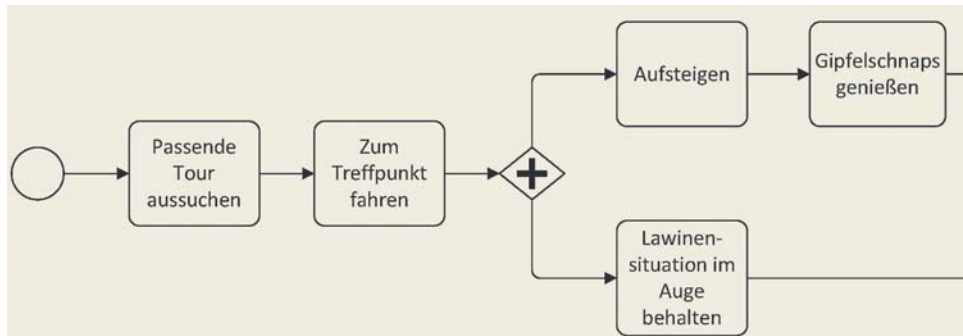 Passende
Tour
aussuchen
Zum
Treffpunkt
fahren
Aufsteigen
Gipfelschnaps
genießen
Lawinen-
situation im
Auge
behalten